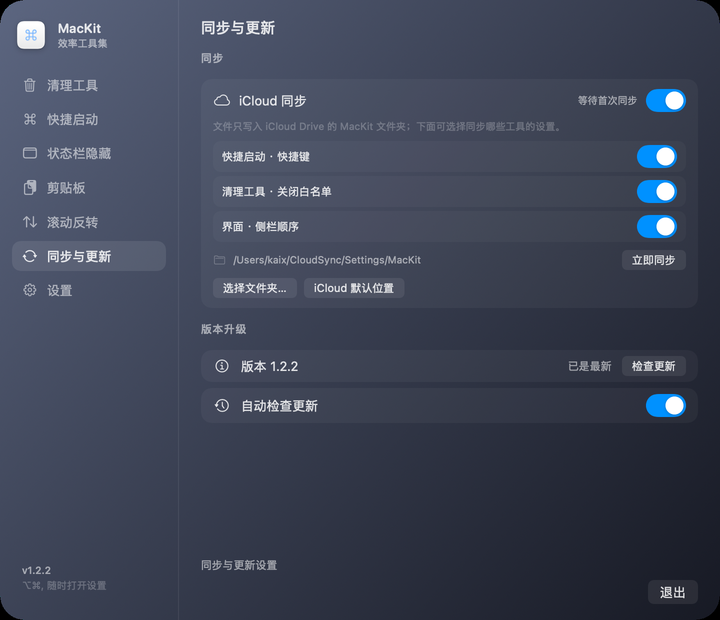 MacKit
效率工具集
清理工具
快捷启动
状态栏隐藏
剪贴板
滚动反转
同步与更新
设置
v1.2.2
⌥⌘, 随时打开设置
同步与更新
同步
iCloud 同步
等待首次同步
文件只写入 iCloud Drive 的 MacKit 文件夹；下面可选择同步哪些工具的设置。
快捷启动 · 快捷键
清理工具 · 关闭白名单
界面 · 侧栏顺序
/Users/kaix/CloudSync/Settings/MacKit
立即同步
选择文件夹...
iCloud 默认位置
版本升级
版本 1.2.2
已是最新
检查更新
自动检查更新
同步与更新设置
退出